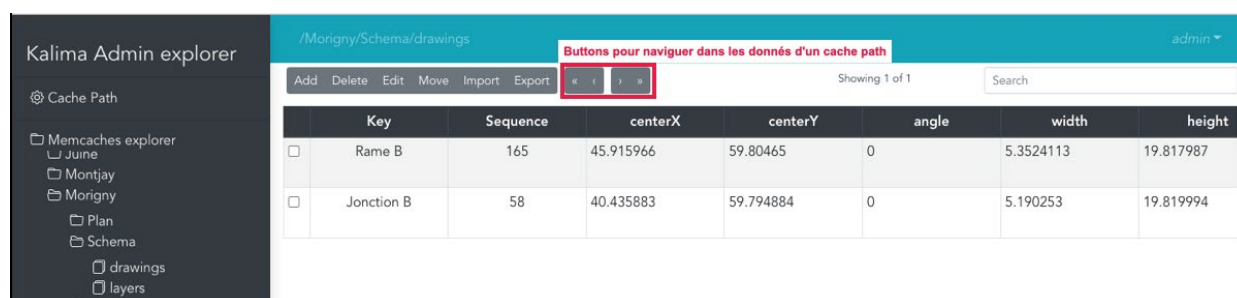 Kalima Admin explorer
Cache Path
Memcaches explorer
Juine
Montjay
Morigny
Plan
Schema
drawings
layers
/Morigny/Schema/drawings
admin
Buttons pour naviguer dans les donnés d'un cache path
Add Delete Edit Move Import Export « ‹ › »
Showing 1 of 1
Search
Key Sequence centerX centerY angle width height
Rame B 165 45.915966 59.80465 0 5.3524113 19.817987
Jonction B 58 40.435883 59.794884 0 5.190253 19.819994